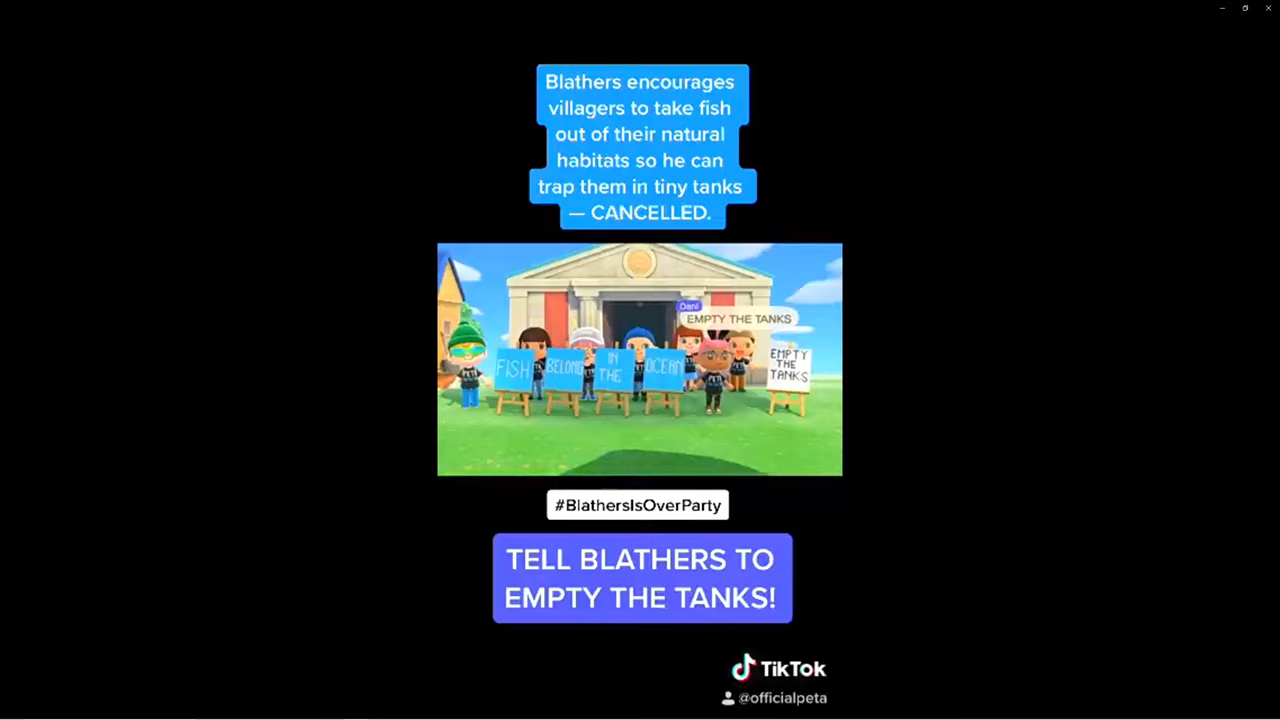 Blathers encourages
villagers to take fish
out of their natural
habitats so he can
trap them in tiny tanks
— CANCELLED.
Dani
EMPTY THE TANKS
FISH
BELONG
IN
THE
OCEAN
EMPTY
THE
TANKS
PETA
#BlathersIsOverParty
TELL BLATHERS TO
EMPTY THE TANKS!
TikTok
@officialpeta